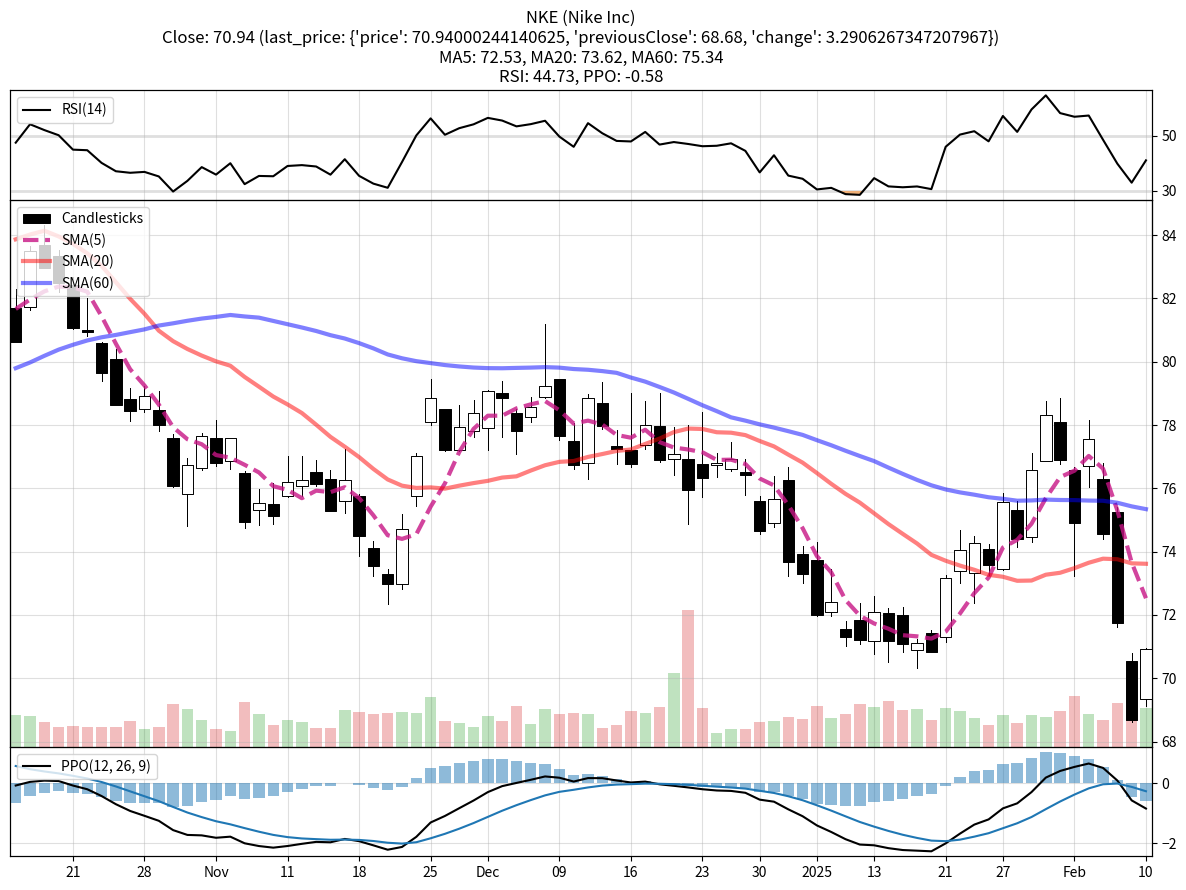 NKE (Nike Inc)
Close: 70.94 (last_price: {'price': 70.94000244140625, 'previousClose': 68.68, 'change': 3.2906267347207967})
MA5: 72.53, MA20: 73.62, MA60: 75.34
RSI: 44.73, PPO: -0.58
RSI(14)
50
30
Candlesticks
SMA(5)
SMA(20)
SMA(60)
84
82
80
78
76
74
72
70
68
PPO(12, 26, 9)
0
−2
21 28 Nov 11 18 25 Dec 09 16 23 30 2025 13 21 27 Feb 10